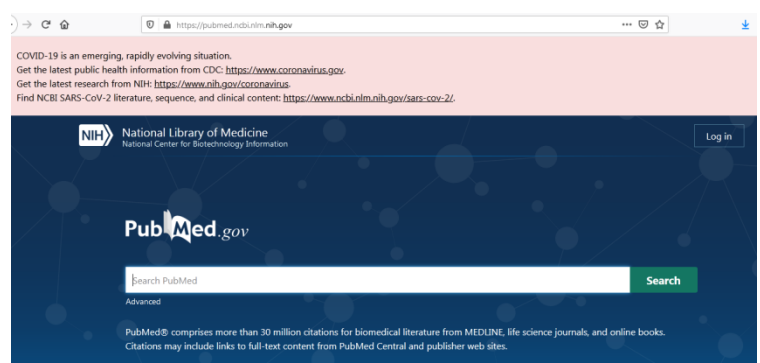 https://pubmed.ncbi.nlm.nih.gov
COVID-19 is an emerging, rapidly evolving situation.
Get the latest public health information from CDC: https://www.coronavirus.gov.
Get the latest research from NIH: https://www.nih.gov/coronavirus.
Find NCBI SARS-CoV-2 literature, sequence, and clinical content: https://www.ncbi.nlm.nih.gov/sars-cov-2/.
NIH National Library of Medicine
National Center for Biotechnology Information
Log in
PubMed.gov
Search PubMed
Search
Advanced
PubMed® comprises more than 30 million citations for biomedical literature from MEDLINE, life science journals, and online books.
Citations may include links to full-text content from PubMed Central and publisher web sites.